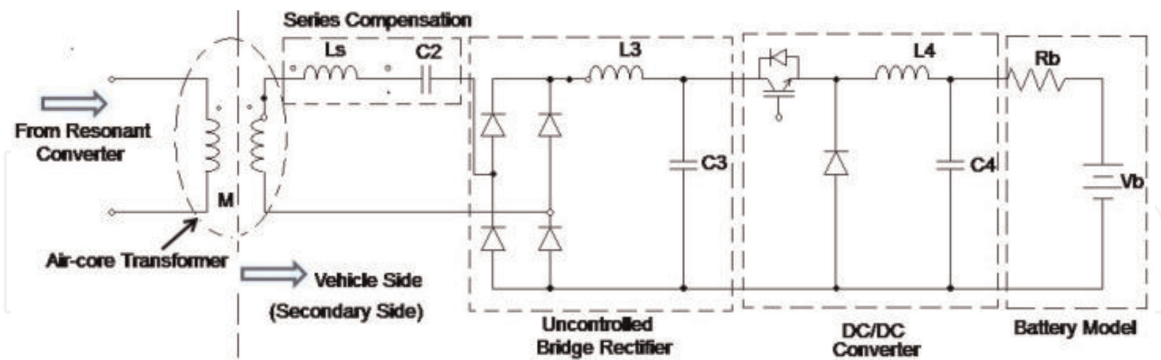 Series Compensation
Ls
C2
L3
L4
Rb
From Resonant
Converter
M
C3
C4
Vb
Air-core Transformer
Vehicle Side
(Secondary Side)
Uncontrolled
Bridge Rectifier
DC/DC
Converter
Battery Model